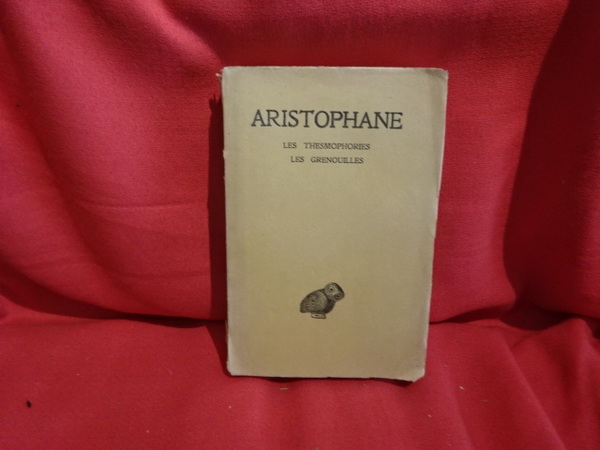 ARISTOPHANE
LES THESMOPHORIES
LES GRENOUILLES